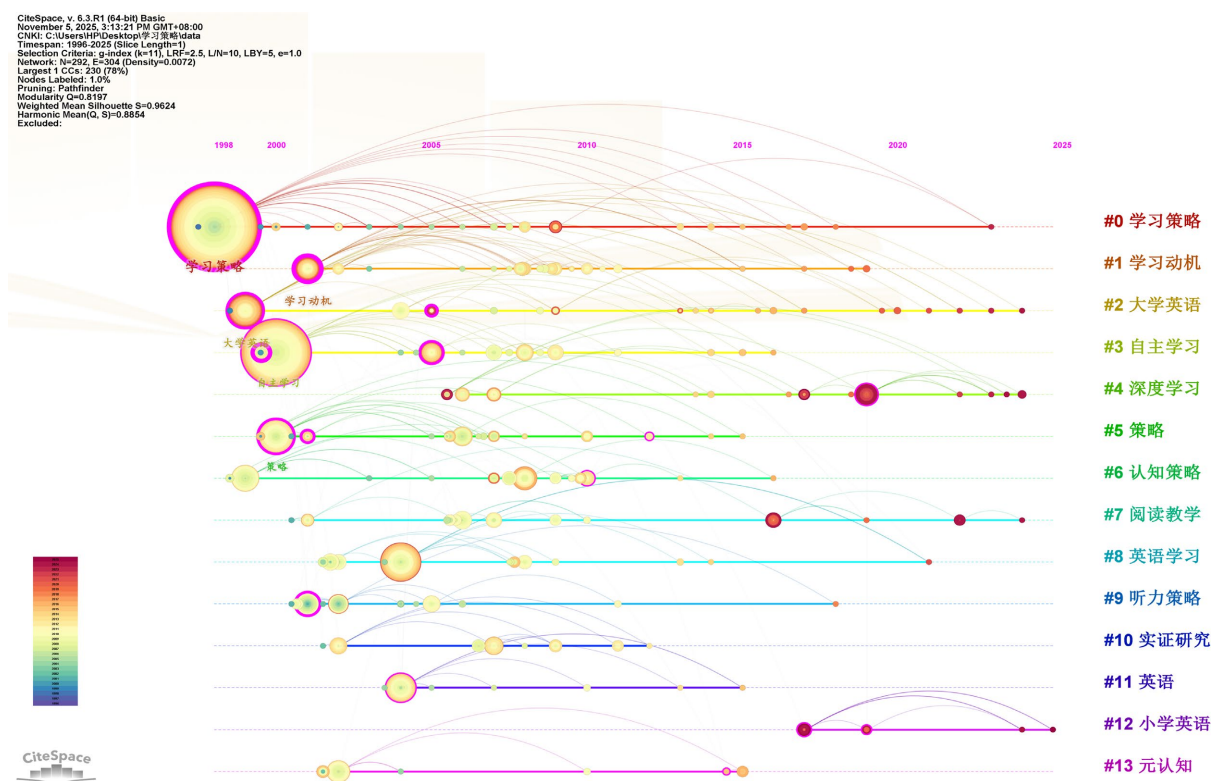 CiteSpace, v. 6.3.R1 (64-bit) Basic
November 5, 2025, 3:13:21 PM GMT+08:00
CNKI: C:\Users\HP\Desktop\学习策略\data
Timespan: 1996-2025 (Slice Length=1)
Selection Criteria: g-index (k=11), LRF=2.5, L/N=10, LBY=5, e=1.0
Network: N=292, E=304 (Density=0.0072)
Largest 1 CCs: 230 (78%)
Nodes Labeled: 1.0%
Pruning: Pathfinder
Modularity Q=0.8197
Weighted Mean Silhouette S=0.9624
Harmonic Mean(Q, S)=0.8854
Excluded:
1998 2000 2005 2010 2015 2020 2025
#0 学习策略
学习策略
#1 学习动机
学习动机
#2 大学英语
大学英语
#3 自主学习
自主学习
#4 深度学习
#5 策略
策略
#6 认知策略
#7 阅读教学
#8 英语学习
#9 听力策略
#10 实证研究
#11 英语
#12 小学英语
#13 元认知
CiteSpace